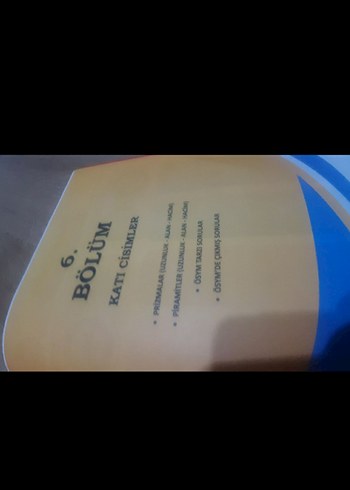 6.
BÖLÜM
KATI CİSİMLER
• PRİZMALAR (UZUNLUK - ALAN - HACİM)
• PİRAMİTLER (UZUNLUK - ALAN - HACİM)
• ÖSYM TARZI SORULAR
• ÖSYM'DE ÇIKMIŞ SORULAR